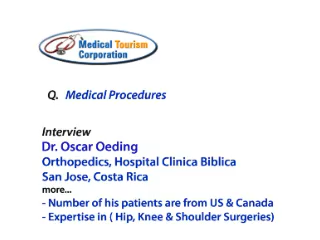 Medical Tourism
Corporation
Q. Medical Procedures
Interview
Dr. Oscar Oeding
Orthopedics, Hospital Clinica Biblica
San Jose, Costa Rica
more...
- Number of his patients are from US & Canada
- Expertise in ( Hip, Knee & Shoulder Surgeries)